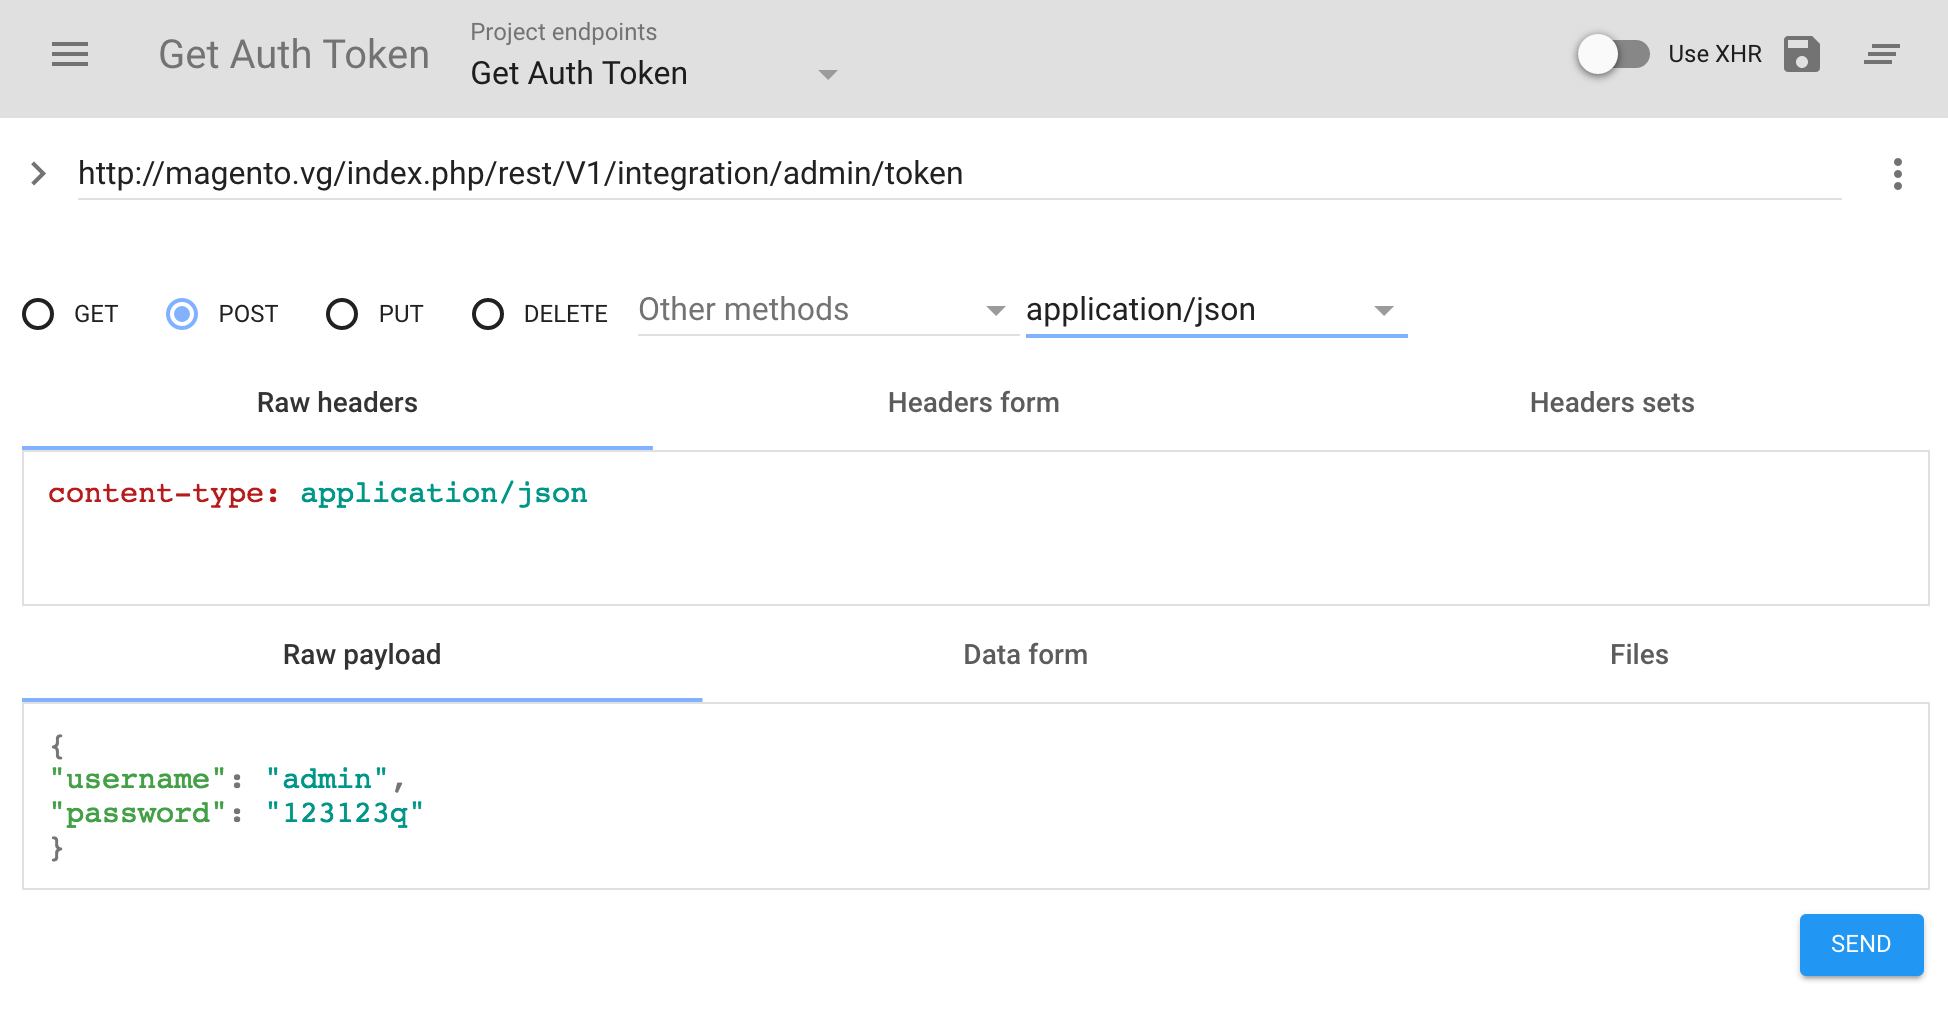 Get Auth Token
Project endpoints
Get Auth Token
Use XHR
http://magento.vg/index.php/rest/V1/integration/admin/token
GET POST PUT DELETE Other methods application/json
Raw headers Headers form Headers sets
content-type: application/json
Raw payload Data form Files
{
"username": "admin",
"password": "123123q"
}
SEND